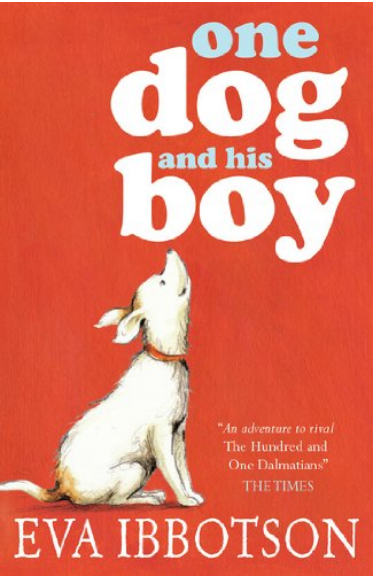 one
dog
and his
boy
“An adventure to rival
The Hundred and
One Dalmatians”
THE TIMES
EVA IBBOTSON